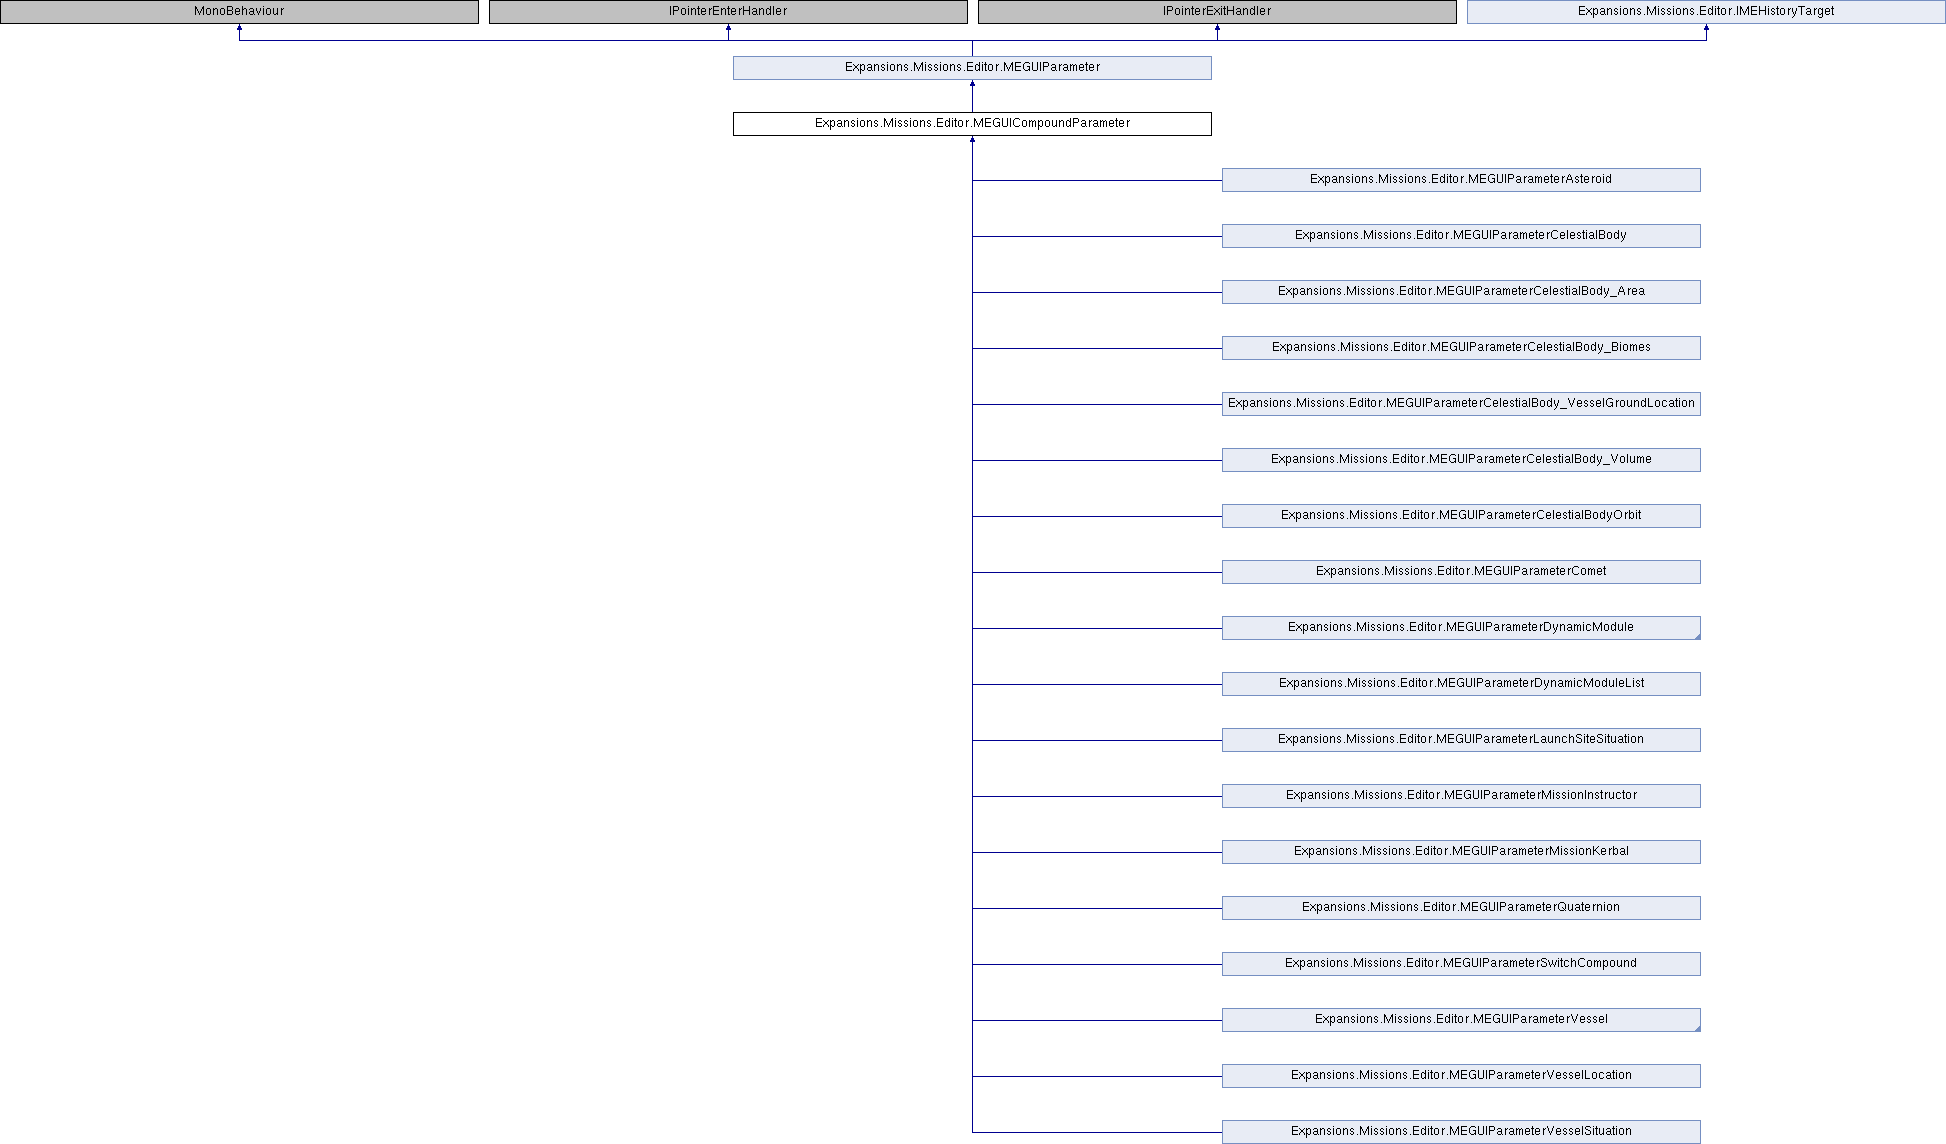 MonoBehaviour
IPointerEnterHandler
IPointerExitHandler
Expansions.Missions.Editor.IMEHistoryTarget
Expansions.Missions.Editor.MEGUIParameter
Expansions.Missions.Editor.MEGUICompoundParameter
Expansions.Missions.Editor.MEGUIParameterAsteroid
Expansions.Missions.Editor.MEGUIParameterCelestialBody
Expansions.Missions.Editor.MEGUIParameterCelestialBody_Area
Expansions.Missions.Editor.MEGUIParameterCelestialBody_Biomes
Expansions.Missions.Editor.MEGUIParameterCelestialBody_VesselGroundLocation
Expansions.Missions.Editor.MEGUIParameterCelestialBody_Volume
Expansions.Missions.Editor.MEGUIParameterCelestialBodyOrbit
Expansions.Missions.Editor.MEGUIParameterComet
Expansions.Missions.Editor.MEGUIParameterDynamicModule
Expansions.Missions.Editor.MEGUIParameterDynamicModuleList
Expansions.Missions.Editor.MEGUIParameterLaunchSiteSituation
Expansions.Missions.Editor.MEGUIParameterMissionInstructor
Expansions.Missions.Editor.MEGUIParameterMissionKerbal
Expansions.Missions.Editor.MEGUIParameterQuaternion
Expansions.Missions.Editor.MEGUIParameterSwitchCompound
Expansions.Missions.Editor.MEGUIParameterVessel
Expansions.Missions.Editor.MEGUIParameterVesselLocation
Expansions.Missions.Editor.MEGUIParameterVesselSituation